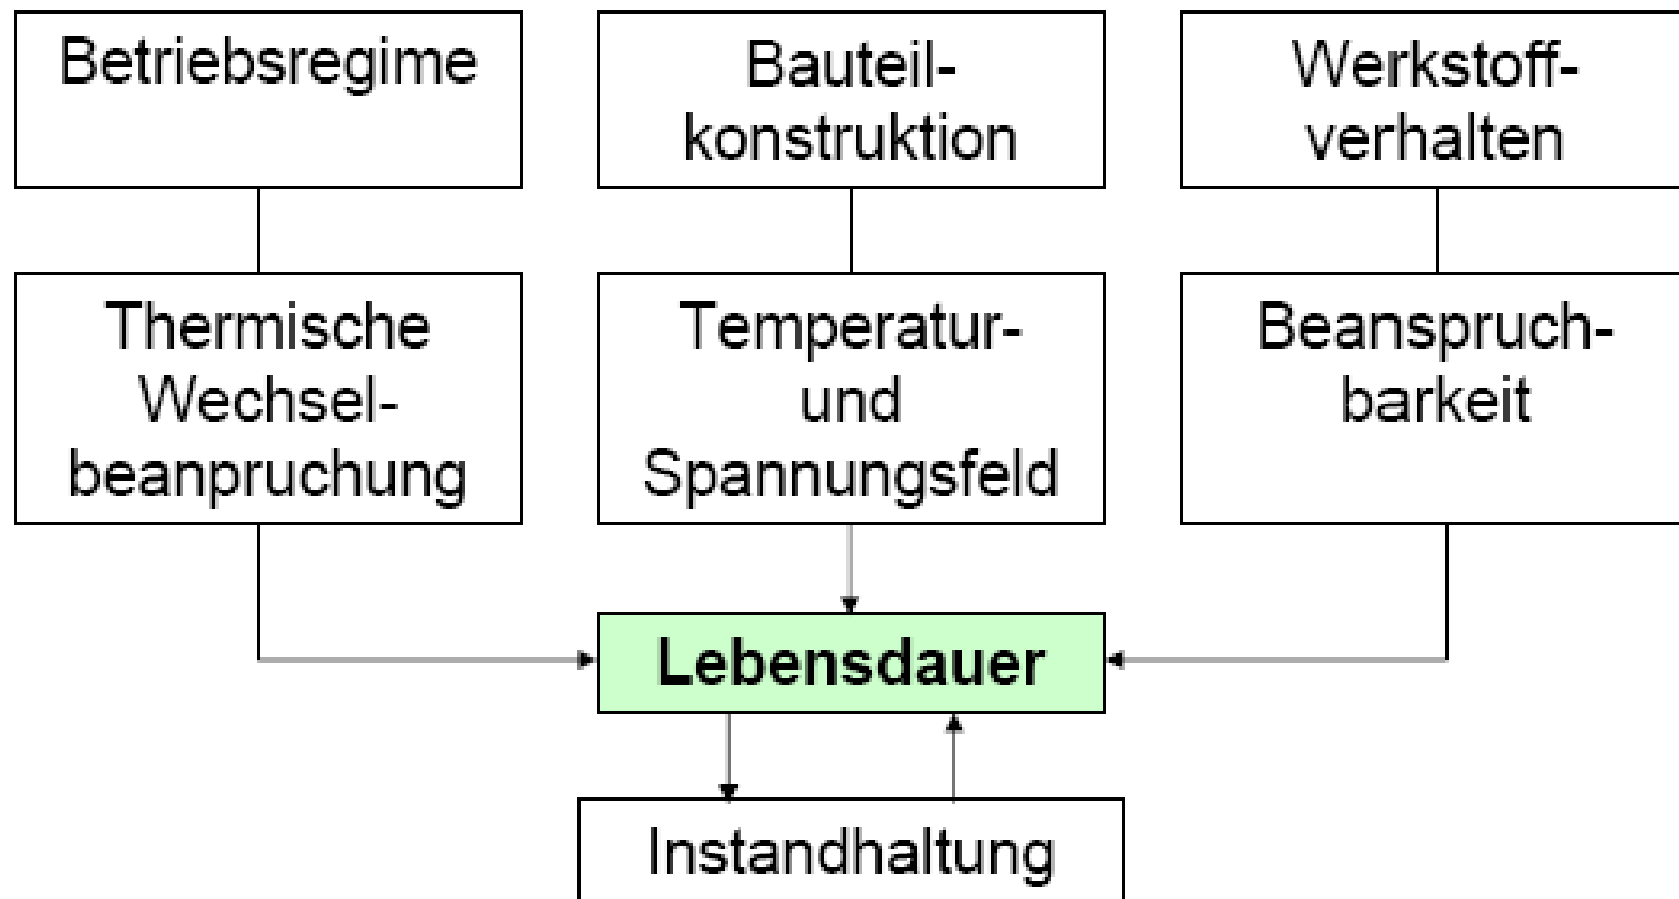 Betriebsregime
Bauteil-
konstruktion
Werkstoff-
verhalten
Thermische
Wechsel-
beanpruchung
Temperatur-
und
Spannungsfeld
Beanspruch-
barkeit
Lebensdauer
Instandhaltung